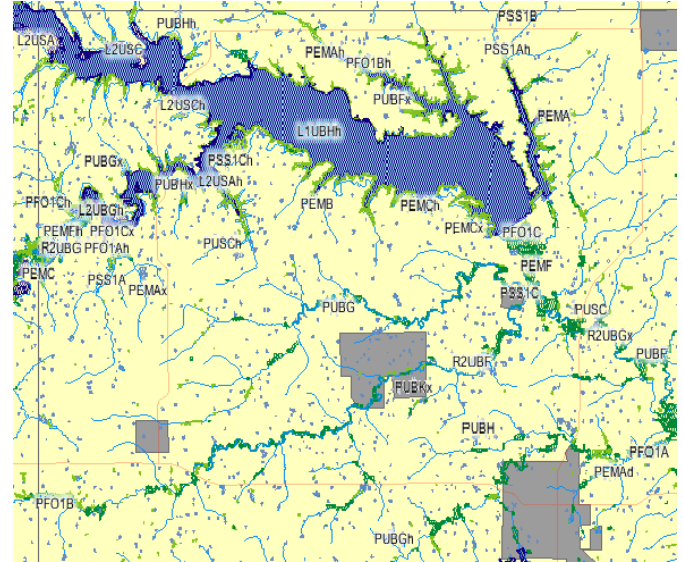 PSS1B
PUBHh
L2USA
L2USC
PEMAh
PSS1Ah
PFO1Bh
PUBFx
L2USCh
PEMA
L1UBHh
PUBGx
PSS1Ch
PUBHx
L2USAh
PEMB
PFO1Ch
L2UBGh
PEMCh
PEMFh
PFO1Cx
PEMCx
PFO1C
R2UBG
PFO1Ah
PUSCh
PEMC
PSS1A
PEMAx
PEMF
PSS1C
PUBG
PUSC
R2UBGx
R2UBF
PUBF
PUBKx
PUBH
PFO1A
PEMAd
PFO1B
PUBGh